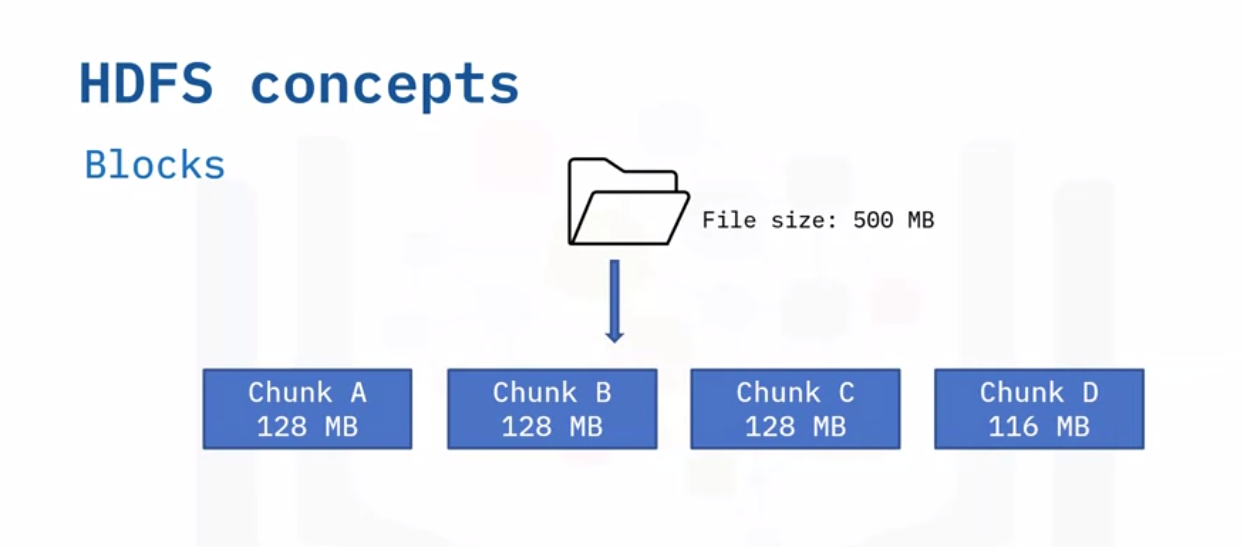 HDFS concepts
Blocks
File size: 500 MB
Chunk A
128 MB
Chunk B
128 MB
Chunk C
128 MB
Chunk D
116 MB